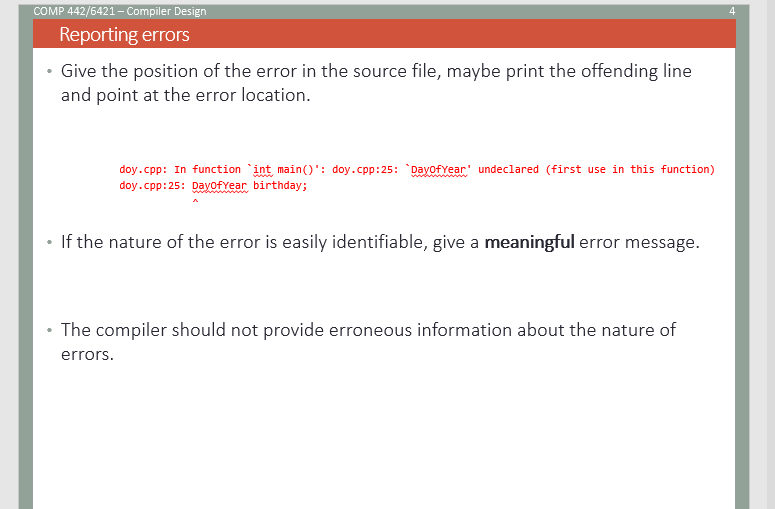 COMP 442/6421 – Compiler Design 4
Reporting errors
• Give the position of the error in the source file, maybe print the offending line
and point at the error location.
doy.cpp: In function `int main()': doy.cpp:25: `DayOfYear' undeclared (first use in this function)
doy.cpp:25: DayOfYear birthday;
^
• If the nature of the error is easily identifiable, give a meaningful error message.
• The compiler should not provide erroneous information about the nature of
errors.